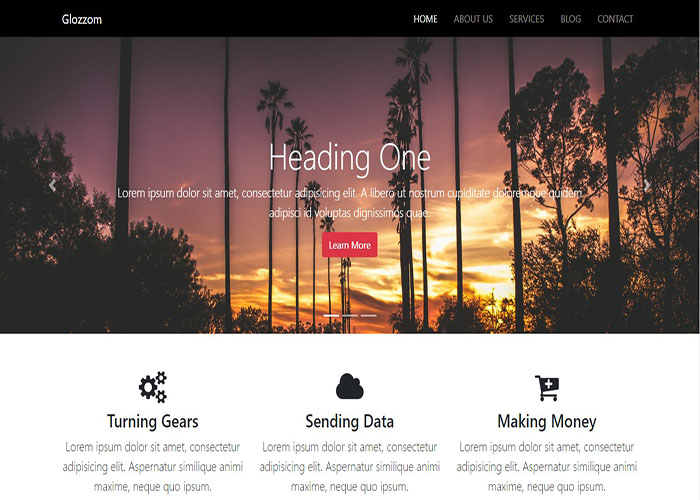 Glozzom
HOME ABOUT US SERVICES BLOG CONTACT
Heading One
Lorem ipsum dolor sit amet, consectetur adipisicing elit. A libero ut nostrum cupiditate doloremque quidem
adipisci id voluptas dignissimos quae.
Learn More
Turning Gears
Lorem ipsum dolor sit amet, consectetur
adipisicing elit. Aspernatur similique animi
maxime, neque quo ipsum.
Sending Data
Lorem ipsum dolor sit amet, consectetur
adipisicing elit. Aspernatur similique animi
maxime, neque quo ipsum.
Making Money
Lorem ipsum dolor sit amet, consectetur
adipisicing elit. Aspernatur similique animi
maxime, neque quo ipsum.